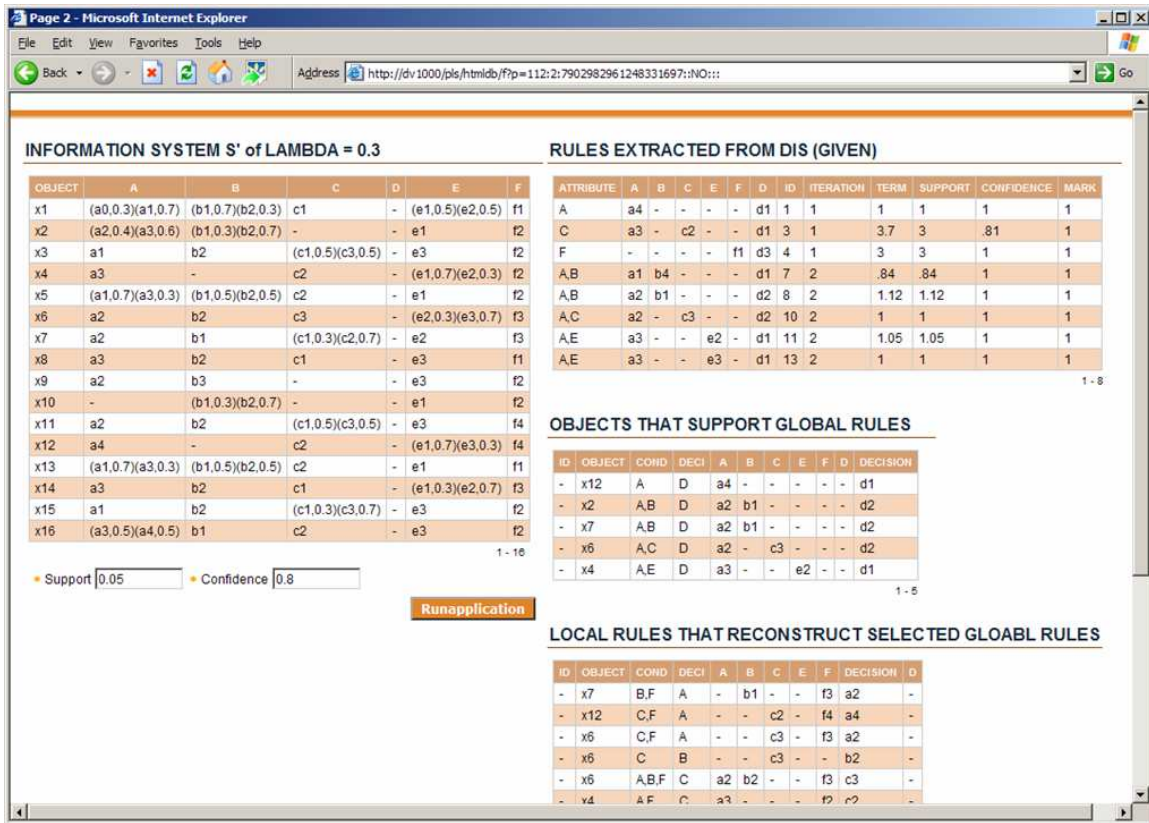 Page 2 - Microsoft Internet Explorer
File Edit View Favorites Tools Help
Back Address http://dv1000/pls/htmldb/f?p=112:2:7902982961248331697::NO::: Go
INFORMATION SYSTEM S' of LAMBDA = 0.3
OBJECT A B C D E F
x1 (a0,0.3)(a1,0.7) (b1,0.7)(b2,0.3) c1 - (e1,0.5)(e2,0.5) f1
x2 (a2,0.4)(a3,0.6) (b1,0.3)(b2,0.7) - - e1 f2
x3 a1 b2 (c1,0.5)(c3,0.5) - e3 f2
x4 a3 - c2 - (e1,0.7)(e2,0.3) f2
x5 (a1,0.7)(a3,0.3) (b1,0.5)(b2,0.5) c2 - e1 f2
x6 a2 b2 c3 - (e2,0.3)(e3,0.7) f3
x7 a2 b1 (c1,0.3)(c2,0.7) - e2 f3
x8 a3 b2 c1 - e3 f1
x9 a2 b3 - - e3 f2
x10 - (b1,0.3)(b2,0.7) - - e1 f2
x11 a2 b2 (c1,0.5)(c3,0.5) - e3 f4
x12 a4 - c2 - (e1,0.7)(e3,0.3) f4
x13 (a1,0.7)(a3,0.3) (b1,0.5)(b2,0.5) c2 - e1 f1
x14 a3 b2 c1 - (e1,0.3)(e2,0.7) f3
x15 a1 b2 (c1,0.3)(c3,0.7) - e3 f2
x16 (a3,0.5)(a4,0.5) b1 c2 - e3 f2
1 - 16
Support 0.05 Confidence 0.8
Runapplication
RULES EXTRACTED FROM DIS (GIVEN)
ATTRIBUTE A B C E F D ID ITERATION TERM SUPPORT CONFIDENCE MARK
A a4 - - - - d1 1 1 1 1 1 1
C a3 - c2 - - d1 3 1 3.7 3 .81 1
F - - - - f1 d3 4 1 3 3 1 1
A,B a1 b4 - - - d1 7 2 .84 .84 1 1
A,B a2 b1 - - - d2 8 2 1.12 1.12 1 1
A,C a2 - c3 - - d2 10 2 1 1 1 1
A,E a3 - - e2 - d1 11 2 1.05 1.05 1 1
A,E a3 - - e3 - d1 13 2 1 1 1 1
1 - 8
OBJECTS THAT SUPPORT GLOBAL RULES
ID OBJECT COND DECI A B C E F D DECISION
- x12 A D a4 - - - - - d1
- x2 A,B D a2 b1 - - - - d2
- x7 A,B D a2 b1 - - - - d2
- x6 A,C D a2 - c3 - - - d2
- x4 A,E D a3 - - e2 - - d1
1 - 5
LOCAL RULES THAT RECONSTRUCT SELECTED GLOABL RULES
ID OBJECT COND DECI A B C E F DECISION D
- x7 B,F A - b1 - - f3 a2 -
- x12 C,F A - - c2 - f4 a4 -
- x6 C,F A - - c3 - f3 a2 -
- x6 C B - - c3 - - b2 -
- x6 A,B,F C a2 b2 - - f3 c3 -
- x4 A,F C a3 - - - f2 c2 -